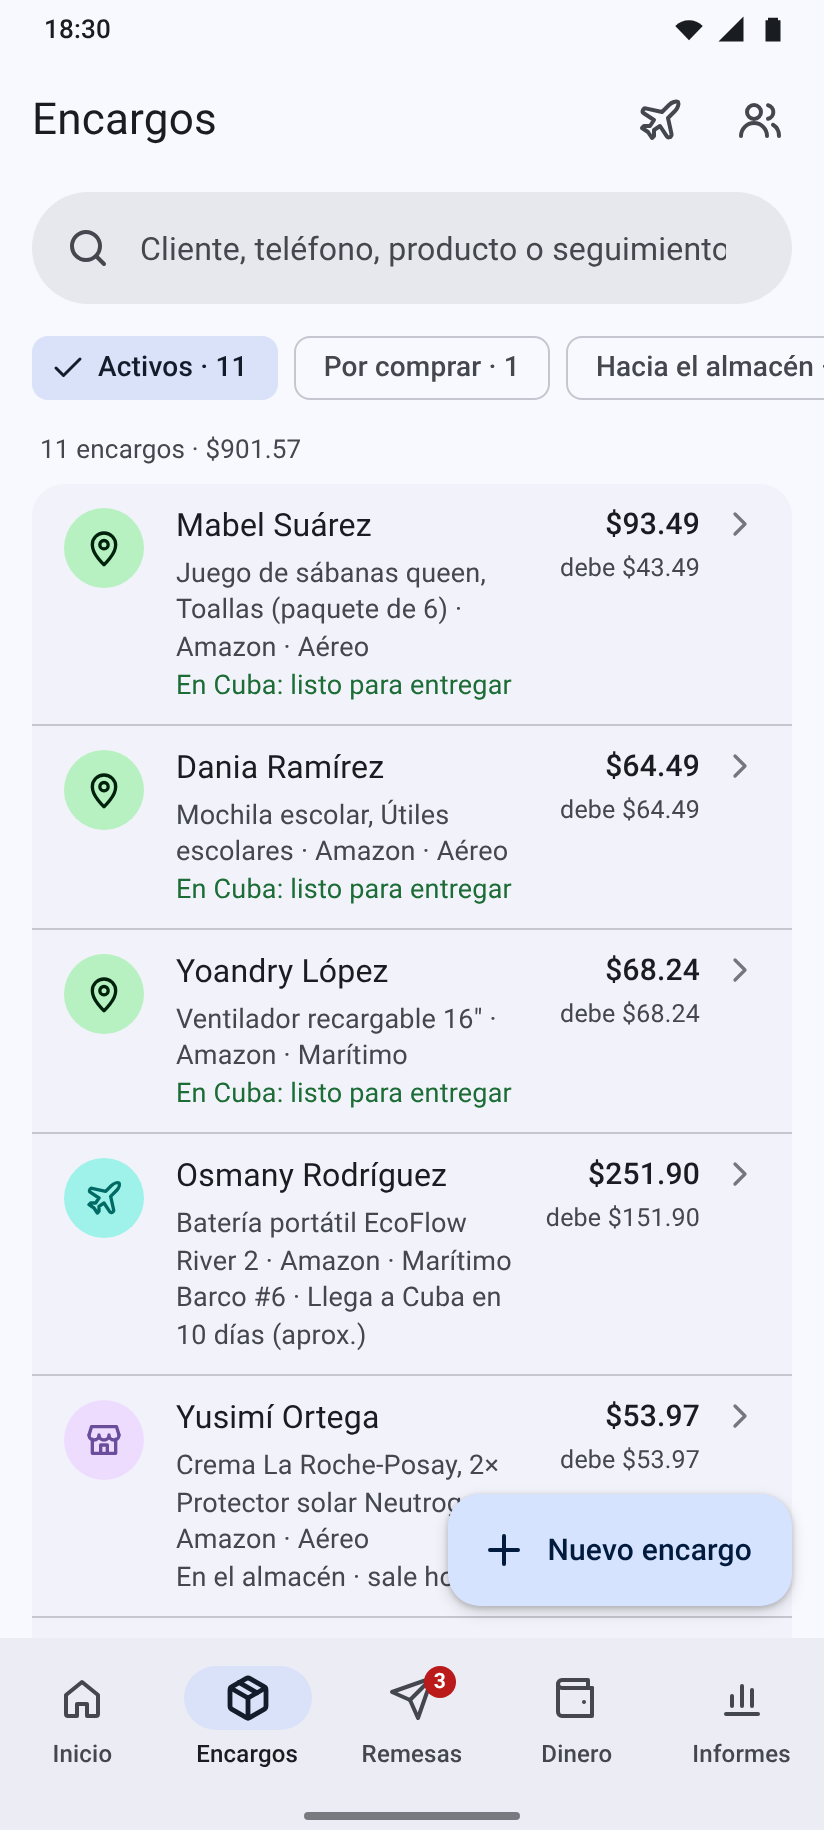 18:30
Encargos
Cliente, teléfono, producto o seguimiento
Activos · 11
Por comprar · 1
Hacia el almacén
11 encargos · $901.57
Mabel Suárez
$93.49
Juego de sábanas queen,
debe $43.49
Toallas (paquete de 6) ·
Amazon · Aéreo
En Cuba: listo para entregar
Dania Ramírez
$64.49
Mochila escolar, Útiles
debe $64.49
escolares · Amazon · Aéreo
En Cuba: listo para entregar
Yoandry López
$68.24
Ventilador recargable 16" ·
debe $68.24
Amazon · Marítimo
En Cuba: listo para entregar
Osmany Rodríguez
$251.90
Batería portátil EcoFlow
debe $151.90
River 2 · Amazon · Marítimo
Barco #6 · Llega a Cuba en
10 días (aprox.)
Yusimí Ortega
$53.97
Crema La Roche-Posay, 2×
debe $53.97
Protector solar
Amazon · Aéreo
En el almacén · sale
Nuevo encargo
3
Inicio
Encargos
Remesas
Dinero
Informes